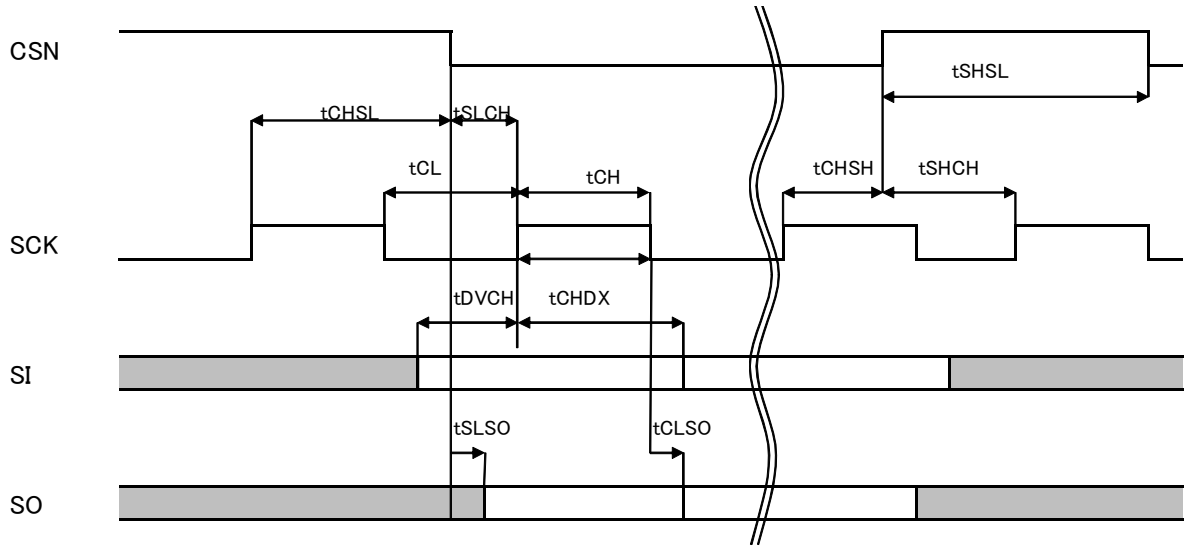 CSN
tSHSL
tCHSL
tSLCH
tCL
tCH
tCHSH
tSHCH
SCK
tDVCH
tCHDX
SI
tSLSO
tCLSO
SO